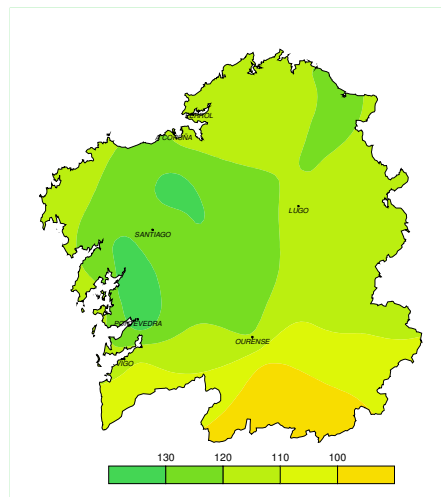 FERROL
A CORUÑA
LUGO
SANTIAGO
PONTEVEDRA
OURENSE
VIGO
130 120 110 100